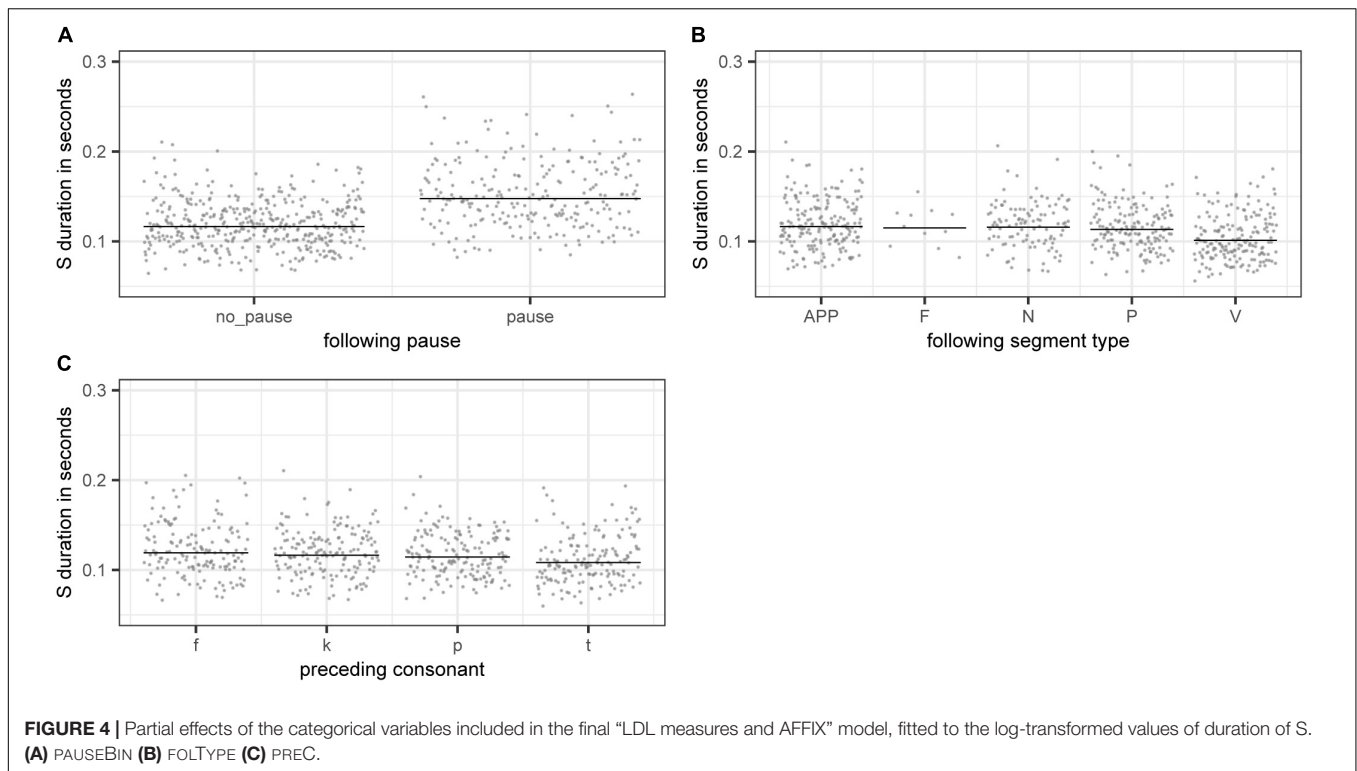 A
0.3
0.2
0.1
S duration in seconds
no_pause pause
following pause
B
0.3
0.2
0.1
S duration in seconds
APP F N P V
following segment type
C
0.3
0.2
0.1
S duration in seconds
f k p t
preceding consonant
FIGURE 4 | Partial effects of the categorical variables included in the final “LDL measures and AFFIX” model, fitted to the log-transformed values of duration of S.
(A) PAUSEBIN (B) FOLTYPE (C) PREC.